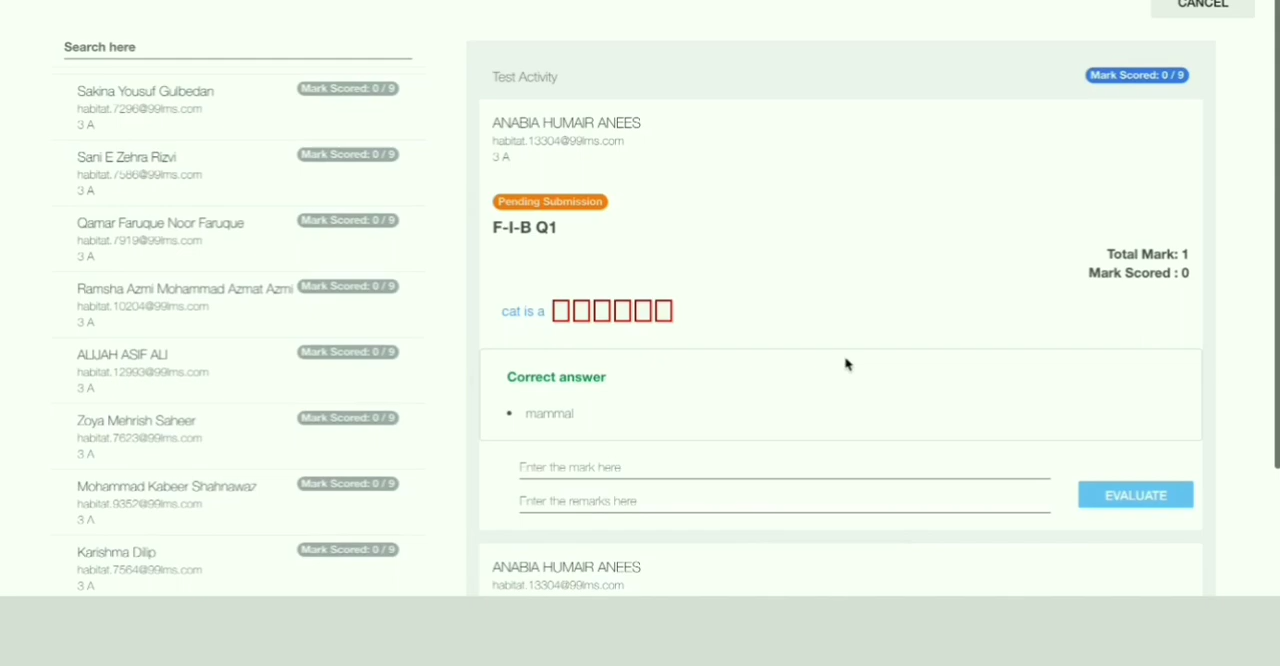 CANCEL
Search here
Sakina Yousuf Gulbedan
Mark Scored: 0 / 9
habitat.7296@99lms.com
3 A
Sani E Zehra Rizvi
Mark Scored: 0 / 9
habitat.7586@99lms.com
3 A
Qamar Faruque Noor Faruque
Mark Scored: 0 / 9
habitat.7919@99lms.com
3 A
Ramsha Azmi Mohammad Azmat Azmi
Mark Scored: 0 / 9
habitat.10204@99lms.com
3 A
ALIJAH ASIF ALI
Mark Scored: 0 / 9
habitat.12993@99lms.com
3 A
Zoya Mehrish Saheer
Mark Scored: 0 / 9
habitat.7623@99lms.com
3 A
Mohammad Kabeer Shahnawaz
Mark Scored: 0 / 9
habitat.9352@99lms.com
3 A
Karishma Dilip
Mark Scored: 0 / 9
habitat.7564@99lms.com
3 A
Test Activity
Mark Scored: 0 / 9
ANABIA HUMAIR ANEES
habitat.13304@99lms.com
3 A
Pending Submission
F-I-B Q1
Total Mark: 1
Mark Scored : 0
cat is a
Correct answer
• mammal
Enter the mark here
Enter the remarks here
EVALUATE
ANABIA HUMAIR ANEES
habitat.13304@99lms.com